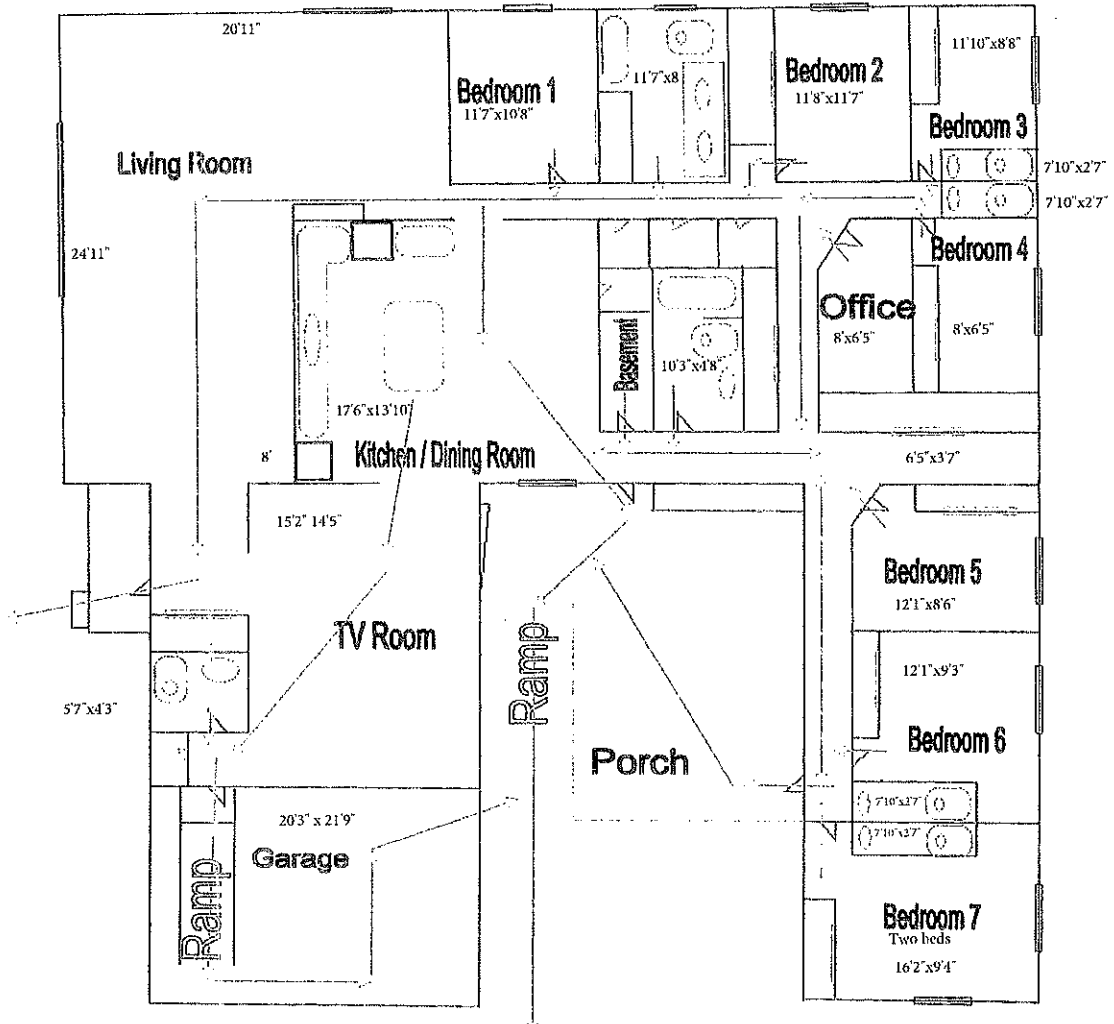 20'11"
11'10"x8'8"
Bedroom 1
11'7"x10'8"
11'7"x8
Bedroom 2
11'8"x11'7"
Bedroom 3
Living Room
7'10"x2'7"
7'10"x2'7"
24'11"
Bedroom 4
Office
8'x6'5"
8'x6'5"
Basement
10'3"x4'8"
17'6"x13'10"
8'
Kitchen / Dining Room
6'5"x3'7"
15'2" 14'5"
Bedroom 5
12'1"x8'6"
TV Room
Ramp
12'1"x9'3"
5'7"x4'3"
Bedroom 6
Porch
7'10"x2'7"
7'10"x2'7"
20'3" x 21'9"
Garage
Ramp
Bedroom 7
Two beds
16'2"x9'4"